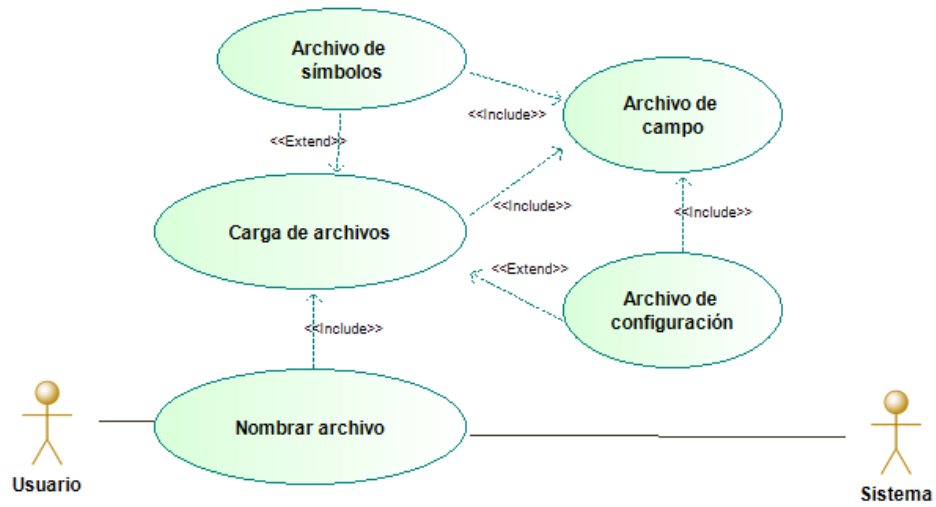 Archivo de
símbolos
Archivo de
campo
<<Include>>
<<Extend>>
<<Include>>
<<Include>>
Carga de archivos
<<Extend>>
Archivo de
configuración
<<Include>>
Nombrar archivo
Usuario
Sistema